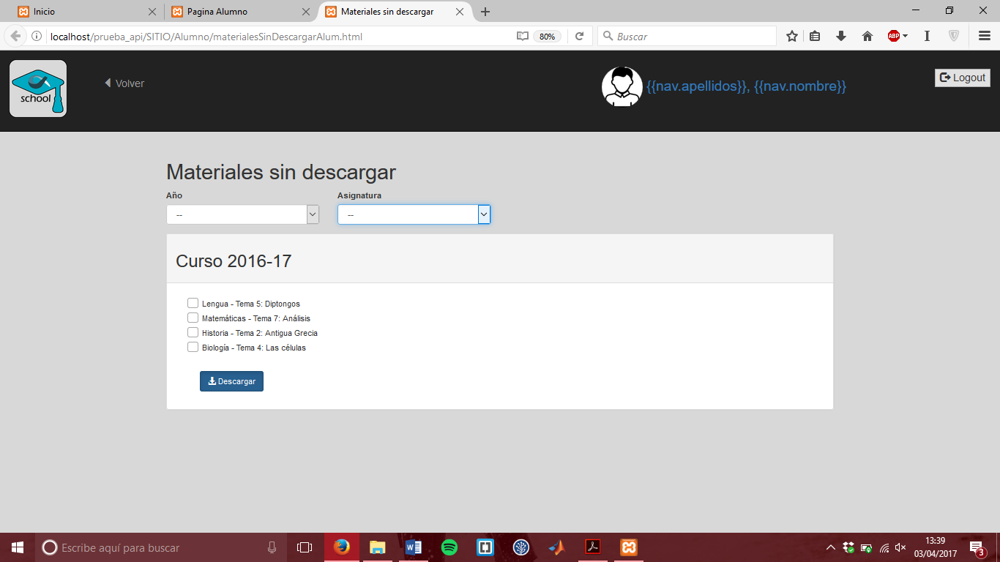 Inicio
Pagina Alumno
Materiales sin descargar
localhost/prueba_api/SITIO/Alumno/materialesSinDescargarAlum.html
80%
Buscar
ABP
school
Volver
{{nav.apellidos}}, {{nav.nombre}}
Logout
Materiales sin descargar
Año
Asignatura
--
--
Curso 2016-17
Lengua - Tema 5: Diptongos
Matemáticas - Tema 7: Análisis
Historia - Tema 2: Antigua Grecia
Biología - Tema 4: Las células
Descargar
Escribe aquí para buscar
13:39
03/04/2017
3